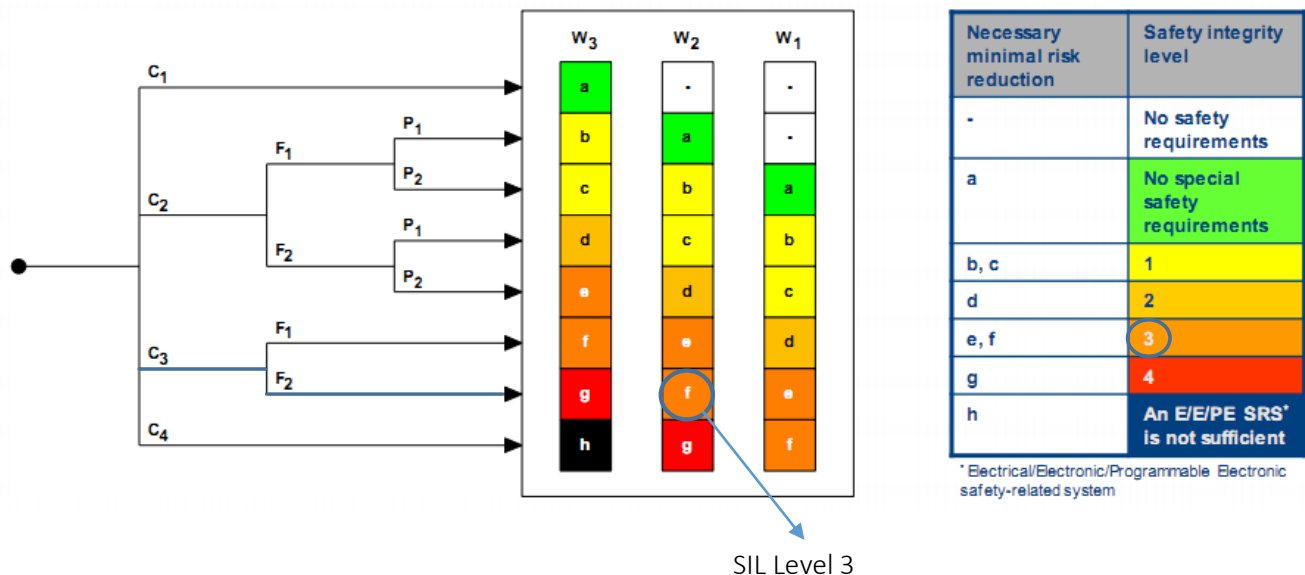 W3 W2 W1
C1
a - -
P1
b a -
F1
P2
c b a
C2
P1
d c b
F2
P2
e d c
F1
f e d
C3
F2
g f e
C4
h g f
SIL Level 3
Necessary minimal risk reduction
Safety integrity level
-
No safety requirements
a
No special safety requirements
b, c
1
d
2
e, f
3
g
4
h
An E/E/PE SRS*
is not sufficient
* Electrical/Electronic/Programmable Electronic
safety-related system